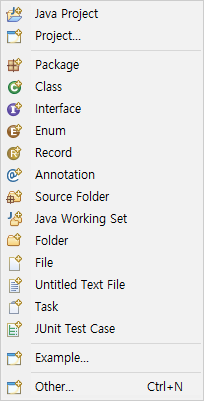 Java Project
Project...
Package
Class
Interface
Enum
Record
Annotation
Source Folder
Java Working Set
Folder
File
Untitled Text File
Task
JUnit Test Case
Example...
Other... Ctrl+N